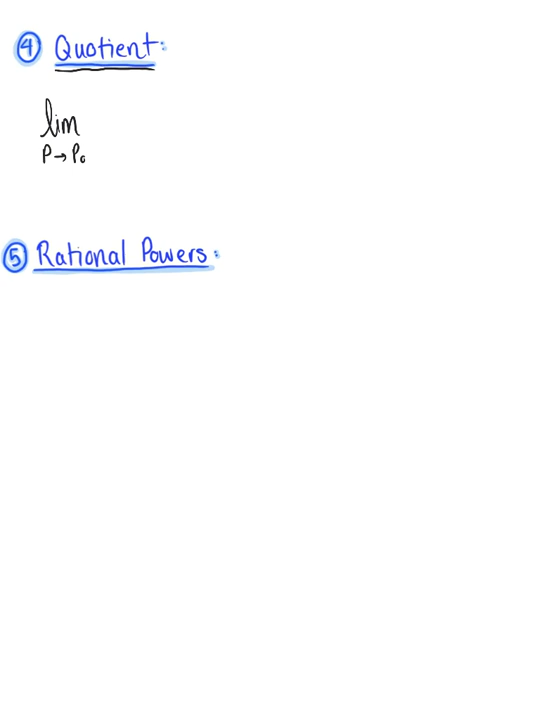 ④ Quotient:
lim
P→P₀
⑤ Rational Powers: